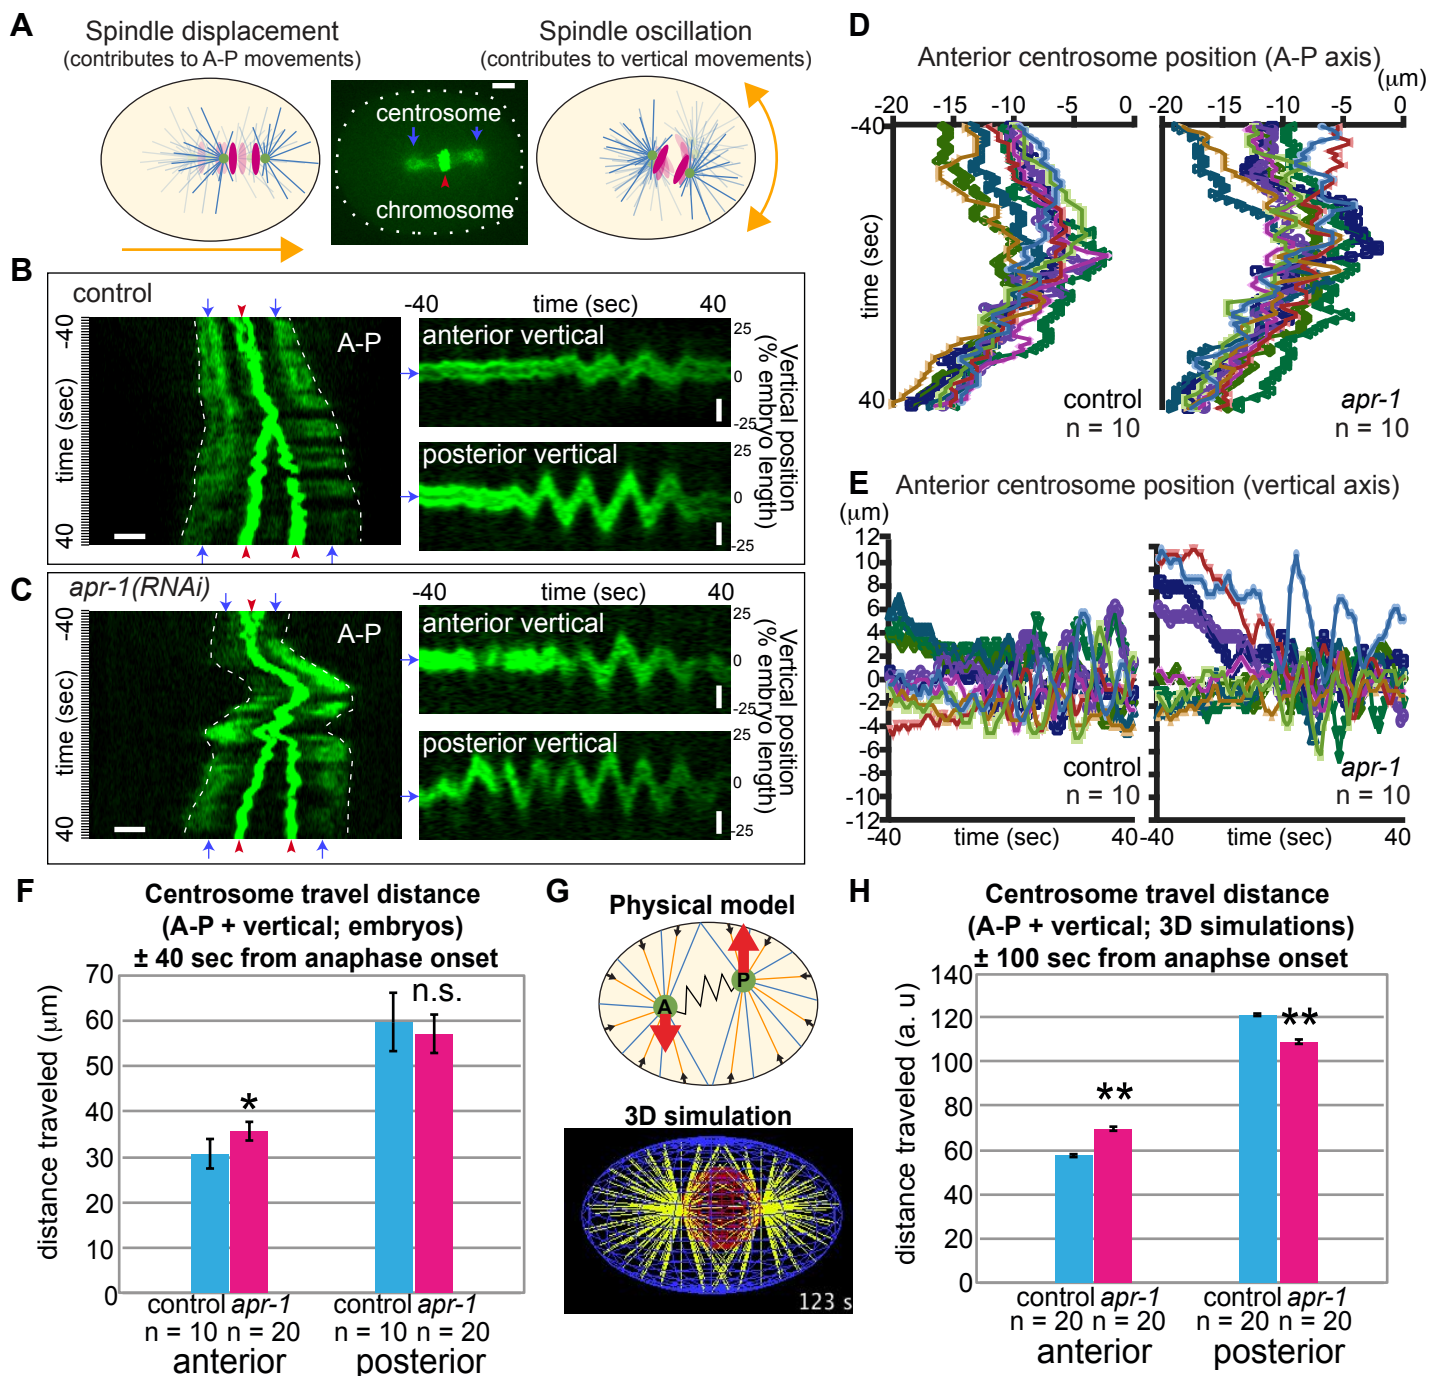 A
Spindle displacement
(contributes to A-P movements)
centrosome
chromosome
Spindle oscillation
(contributes to vertical movements)
B
control
-40
time (sec)
40
A-P
-40 time (sec) 40
anterior vertical
25
0
-25
posterior vertical
25
0
-25
Vertical position
(% embryo length)
C
apr-1(RNAi)
-40
time (sec)
40
A-P
-40 time (sec) 40
anterior vertical
25
0
-25
posterior vertical
25
0
-25
Vertical position
(% embryo length)
D
Anterior centrosome position (A-P axis)
(μm)
-20 -15 -10 -5 0
-20 -15 -10 -5 0
-40
time (sec)
40
control
n = 10
apr-1
n = 10
E
Anterior centrosome position (vertical axis)
(μm)
12
10
8
6
4
2
0
-2
-4
-6
-8
-10
-12
control
n = 10
apr-1
n = 10
-40 time (sec) 40
-40 time (sec) 40
F
Centrosome travel distance
(A-P + vertical; embryos)
± 40 sec from anaphase onset
distance traveled (μm)
70
60
50
40
30
20
10
0
*
n.s.
control apr-1
n = 10 n = 20
anterior
control apr-1
n = 10 n = 20
posterior
G
Physical model
A
P
3D simulation
123 s
H
Centrosome travel distance
(A-P + vertical; 3D simulations)
± 100 sec from anaphse onset
distance traveled (a. u)
140
120
100
80
60
40
20
0
**
**
control apr-1
n = 20 n = 20
anterior
control apr-1
n = 20 n = 20
posterior